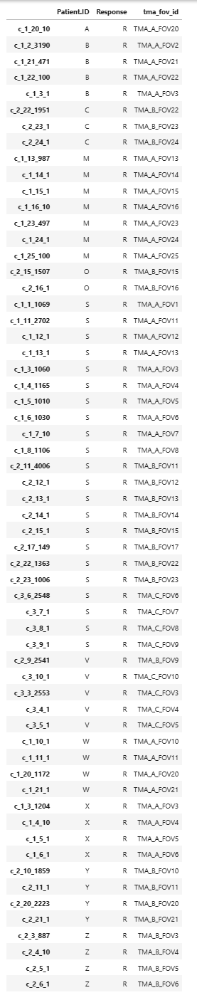 Patient.ID Response tma_fov_id
c_1_20_10 A R TMA_A_FOV20
c_1_2_3190 B R TMA_A_FOV2
c_1_21_471 B R TMA_A_FOV21
c_1_22_100 B R TMA_A_FOV22
c_1_3_1 B R TMA_A_FOV3
c_2_22_1951 C R TMA_B_FOV22
c_2_23_1 C R TMA_B_FOV23
c_2_24_1 C R TMA_B_FOV24
c_1_13_987 M R TMA_A_FOV13
c_1_14_1 M R TMA_A_FOV14
c_1_15_1 M R TMA_A_FOV15
c_1_16_10 M R TMA_A_FOV16
c_1_23_497 M R TMA_A_FOV23
c_1_24_1 M R TMA_A_FOV24
c_1_25_100 M R TMA_A_FOV25
c_2_15_1507 O R TMA_B_FOV15
c_2_16_1 O R TMA_B_FOV16
c_1_1_1069 S R TMA_A_FOV1
c_1_11_2702 S R TMA_A_FOV11
c_1_12_1 S R TMA_A_FOV12
c_1_13_1 S R TMA_A_FOV13
c_1_3_1060 S R TMA_A_FOV3
c_1_4_1165 S R TMA_A_FOV4
c_1_5_1010 S R TMA_A_FOV5
c_1_6_1030 S R TMA_A_FOV6
c_1_7_10 S R TMA_A_FOV7
c_1_8_1106 S R TMA_A_FOV8
c_2_11_4006 S R TMA_B_FOV11
c_2_12_1 S R TMA_B_FOV12
c_2_13_1 S R TMA_B_FOV13
c_2_14_1 S R TMA_B_FOV14
c_2_15_1 S R TMA_B_FOV15
c_2_17_149 S R TMA_B_FOV17
c_2_22_1363 S R TMA_B_FOV22
c_2_23_1006 S R TMA_B_FOV23
c_3_6_2548 S R TMA_C_FOV6
c_3_7_1 S R TMA_C_FOV7
c_3_8_1 S R TMA_C_FOV8
c_3_9_1 S R TMA_C_FOV9
c_2_9_2541 V R TMA_B_FOV9
c_3_10_1 V R TMA_C_FOV10
c_3_3_2553 V R TMA_C_FOV3
c_3_4_1 V R TMA_C_FOV4
c_3_5_1 V R TMA_C_FOV5
c_1_10_1 W R TMA_A_FOV10
c_1_11_1 W R TMA_A_FOV11
c_1_20_1172 W R TMA_A_FOV20
c_1_21_1 W R TMA_A_FOV21
c_1_3_1204 X R TMA_A_FOV3
c_1_4_10 X R TMA_A_FOV4
c_1_5_1 X R TMA_A_FOV5
c_1_6_1 X R TMA_A_FOV6
c_2_10_1859 Y R TMA_B_FOV10
c_2_11_1 Y R TMA_B_FOV11
c_2_20_2223 Y R TMA_B_FOV20
c_2_21_1 Y R TMA_B_FOV21
c_2_3_887 Z R TMA_B_FOV3
c_2_4_10 Z R TMA_B_FOV4
c_2_5_1 Z R TMA_B_FOV5
c_2_6_1 Z R TMA_B_FOV6